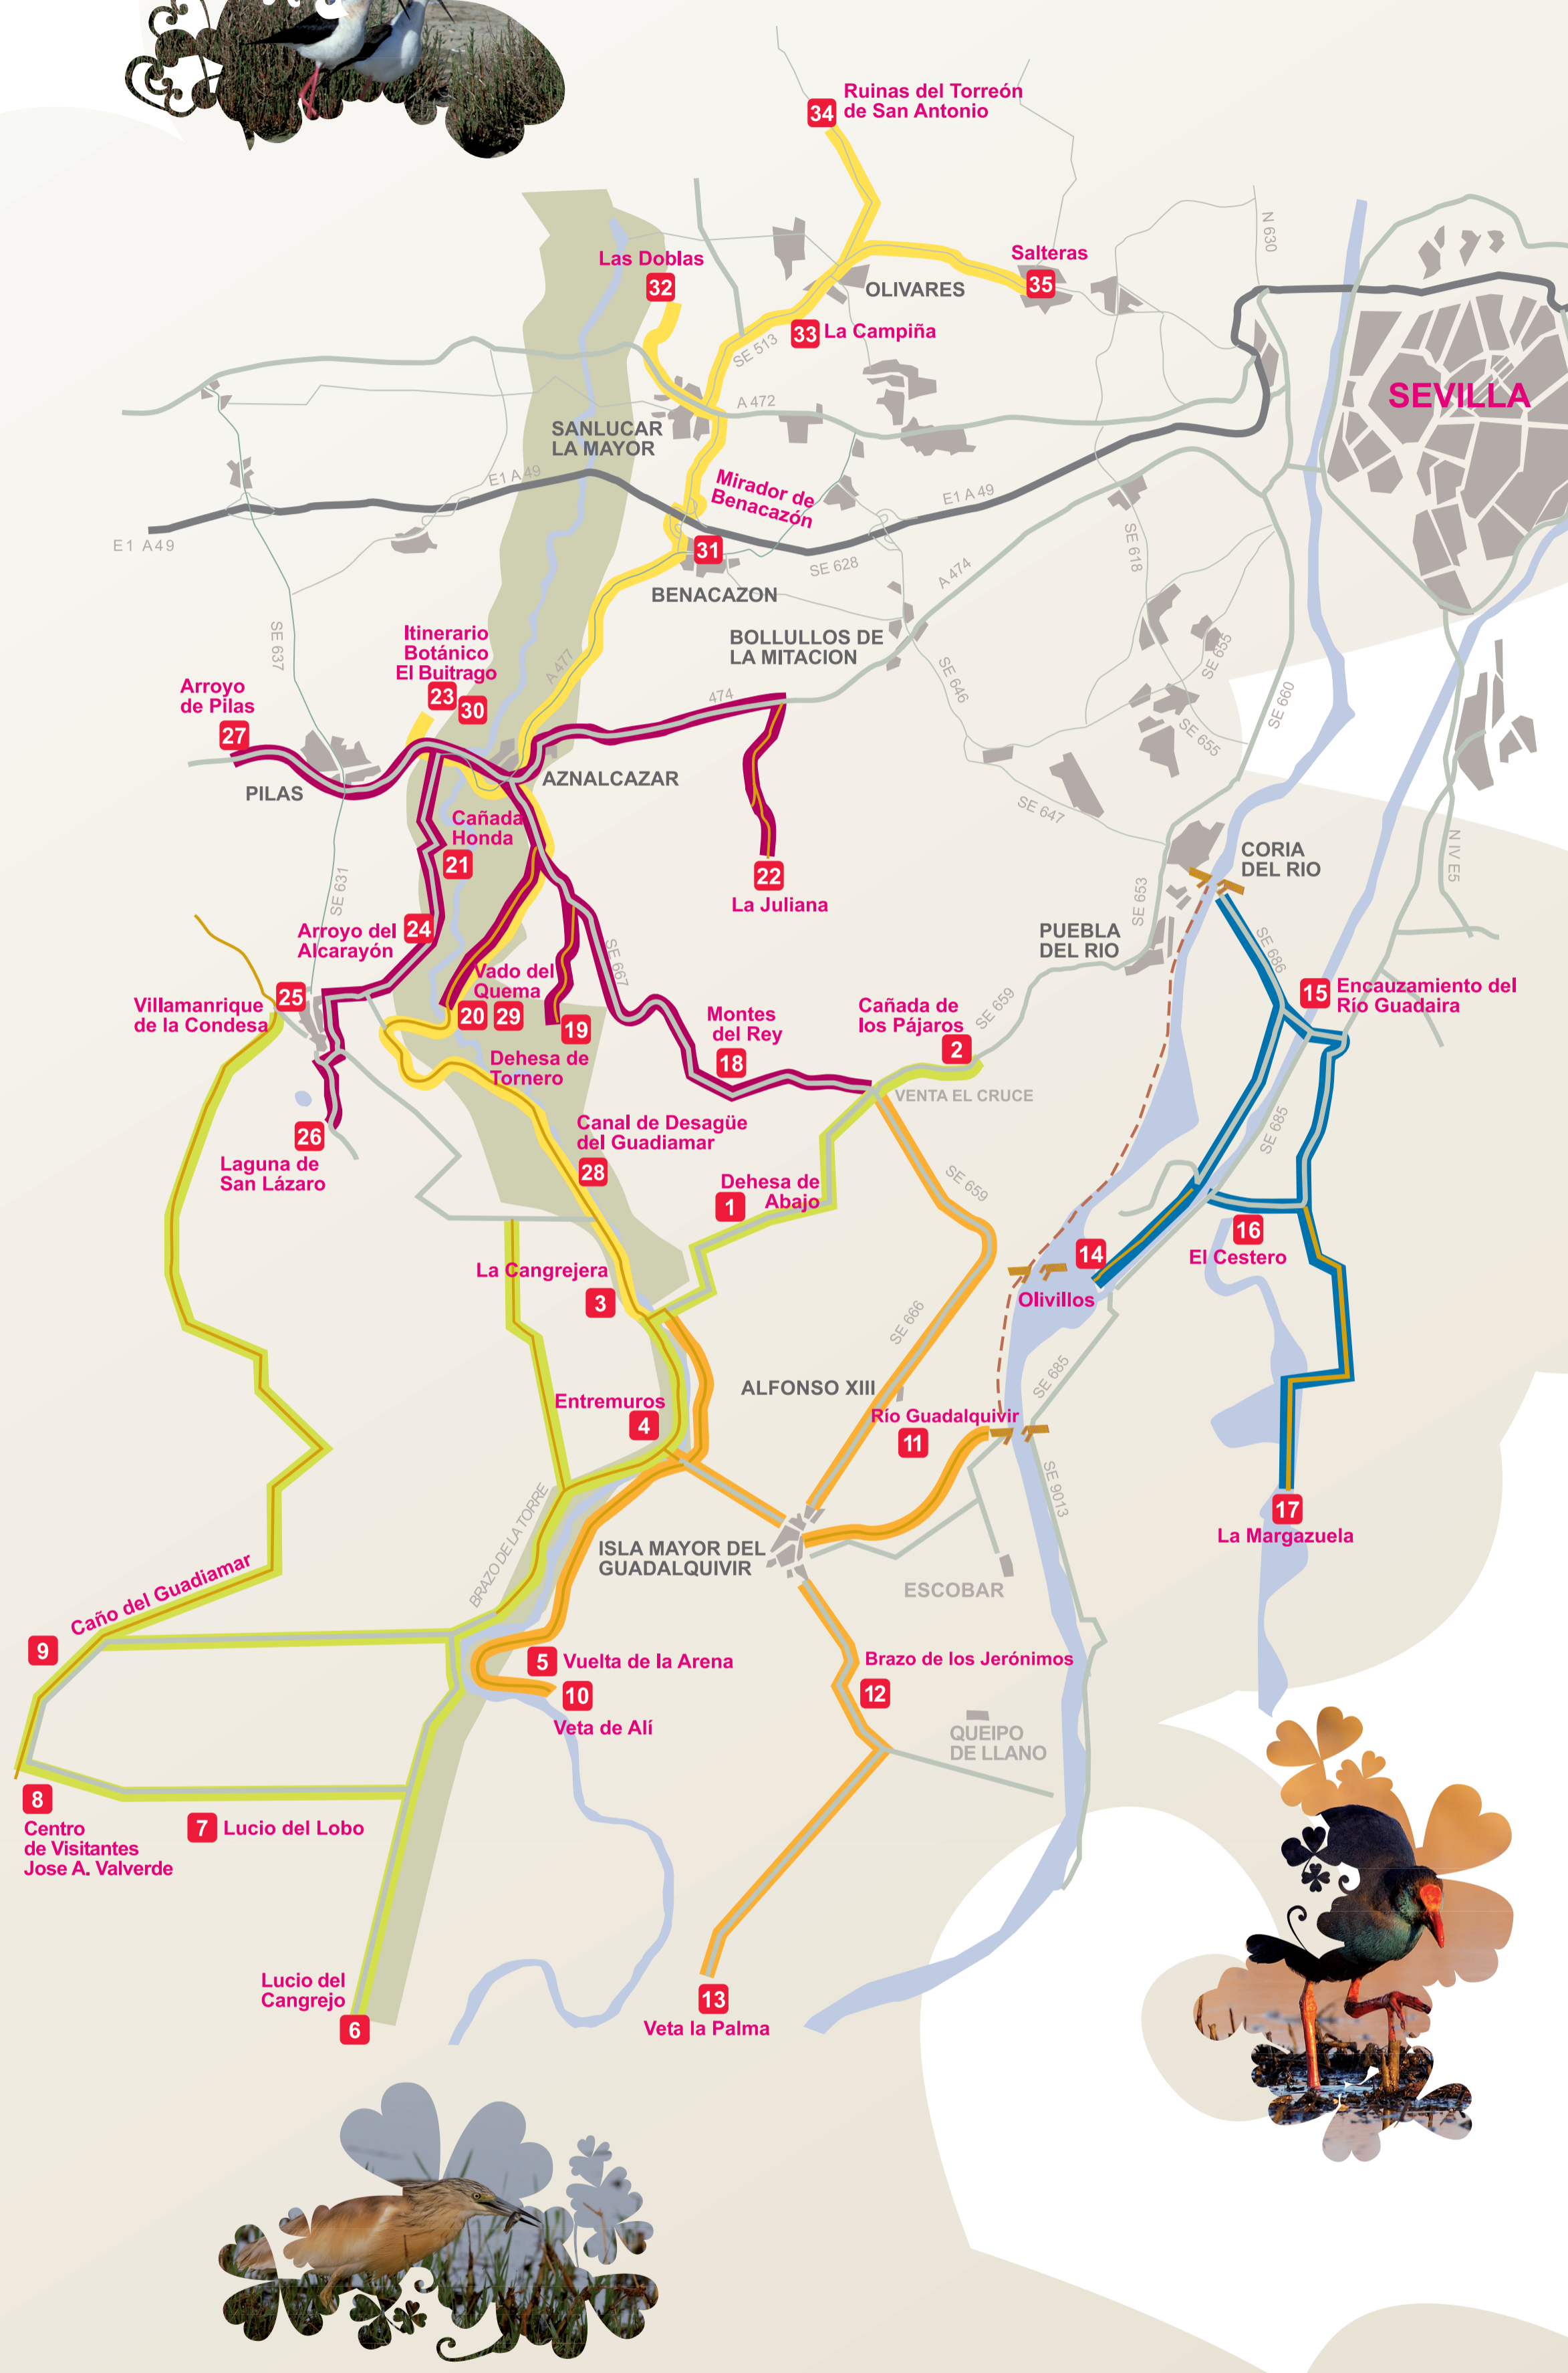 34
Ruinas del Torreón
de San Antonio
N 630
Las Doblas
32
Salteras
35
OLIVARES
33 La Campiña
SE 513
SEVILLA
A 472
SANLUCAR
LA MAYOR
E1 A 49
Mirador de
Benacazón
E1 A 49
E1 A49
31
SE 628
SE 618
A 474
BENACAZON
Itinerario
Botánico
El Buitrago
23
30
SE 637
A 477
BOLLULLOS DE
LA MITACION
SE 646
SE 655
SE 660
SE 655
Arroyo
de Pilas
27
474
PILAS
AZNALCAZAR
SE 647
Cañada
Honda
21
22
La Juliana
CORIA
DEL RIO
N IV E5
SE 631
SE 653
Arroyo del
Alcarayón
24
PUEBLA
DEL RIO
SE 686
SE 667
Vado del
Quema
20
29
19
25
Villamanrique
de la Condesa
15
Encauzamiento del
Río Guadaira
Montes
del Rey
18
Cañada de
los Pájaros
2
SE 659
Dehesa de
Tornero
VENTA EL CRUCE
26
Laguna de
San Lázaro
Canal de Desagüe
del Guadiamar
28
SE 685
Dehesa de
Abajo
1
SE 659
16
El Cestero
14
Olivillos
La Cangrejera
3
SE 666
SE 685
ALFONSO XIII
Entremuros
4
Río Guadalquivir
11
SE 9013
17
La Margazuela
BRAZO DE LA TORRE
ISLA MAYOR DEL
GUADALQUIVIR
ESCOBAR
Caño del Guadiamar
9
5 Vuelta de la Arena
10
Veta de Alí
Brazo de los Jerónimos
12
QUEIPO
DE LLANO
8
Centro
de Visitantes
Jose A. Valverde
7 Lucio del Lobo
Lucio del
Cangrejo
6
13
Veta la Palma